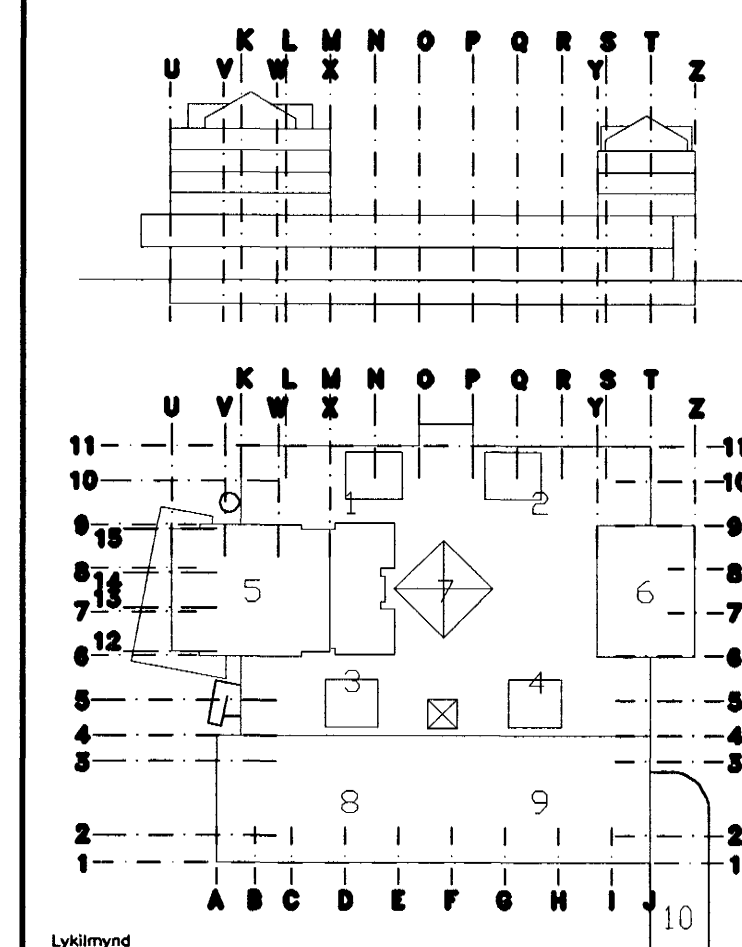 K L M N O P Q R S T
U V W X Y Z
K L M N O P Q R S T
U V W X Y Z
11 11
10 10
1 2
9 9
15
8 8
14
5 7 6
13
7 7
12
6 6
3 4
5 5
4 4
3 3
8 9
2 2
1 1
A B C D E F G H I J
10
Lykilmynd